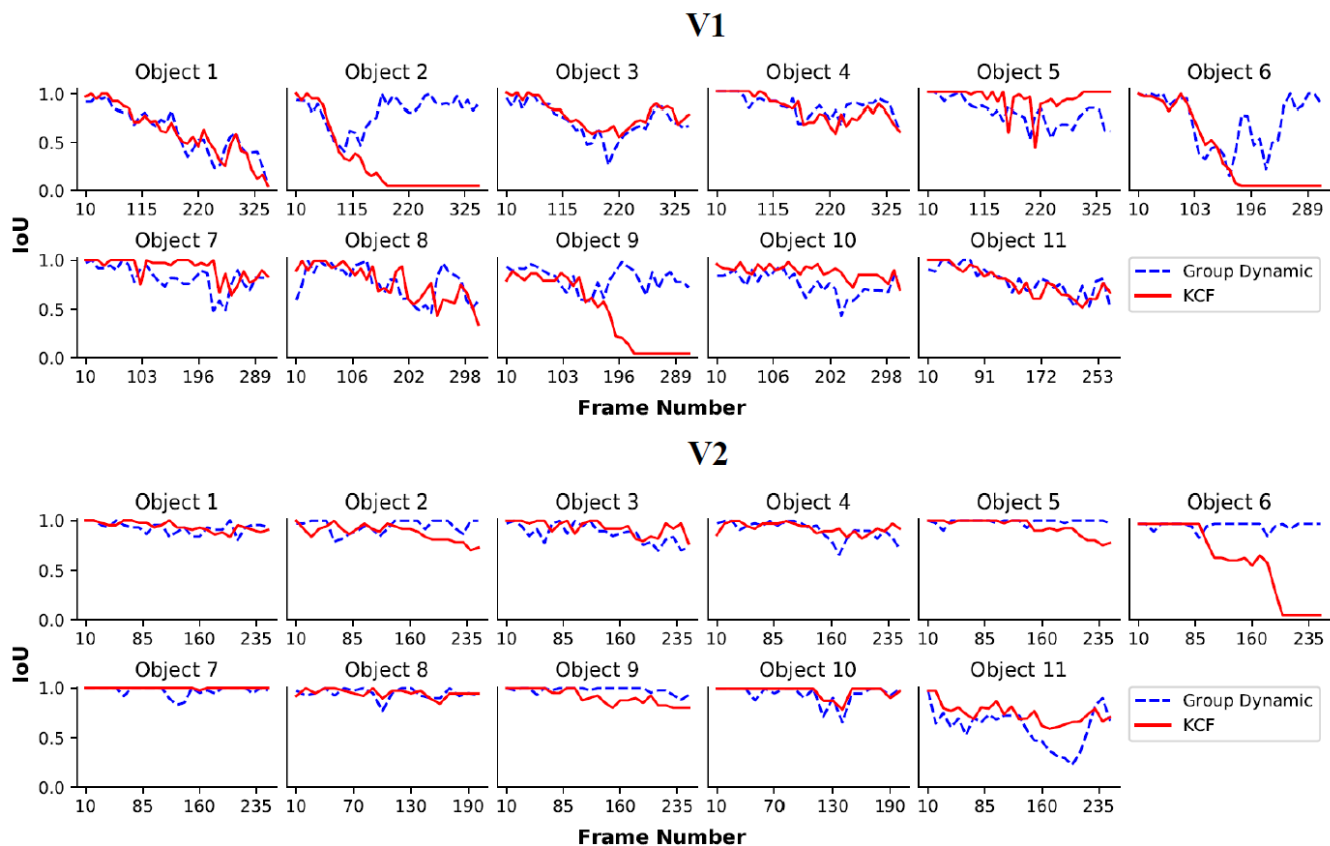 V1
Object 1 Object 2 Object 3 Object 4 Object 5 Object 6
1.0
0.5
0.0
10 115 220 325 10 115 220 325 10 115 220 325 10 115 220 325 10 115 220 325 10 103 196 289
IoU
Object 7 Object 8 Object 9 Object 10 Object 11
1.0
0.5
0.0
10 103 196 289 10 106 202 298 10 103 196 289 10 106 202 298 10 91 172 253
Group Dynamic
KCF
Frame Number
V2
Object 1 Object 2 Object 3 Object 4 Object 5 Object 6
1.0
0.5
0.0
10 85 160 235 10 85 160 235 10 85 160 235 10 85 160 235 10 85 160 235 10 85 160 235
IoU
Object 7 Object 8 Object 9 Object 10 Object 11
1.0
0.5
0.0
10 85 160 235 10 70 130 190 10 85 160 235 10 70 130 190 10 85 160 235
Group Dynamic
KCF
Frame Number